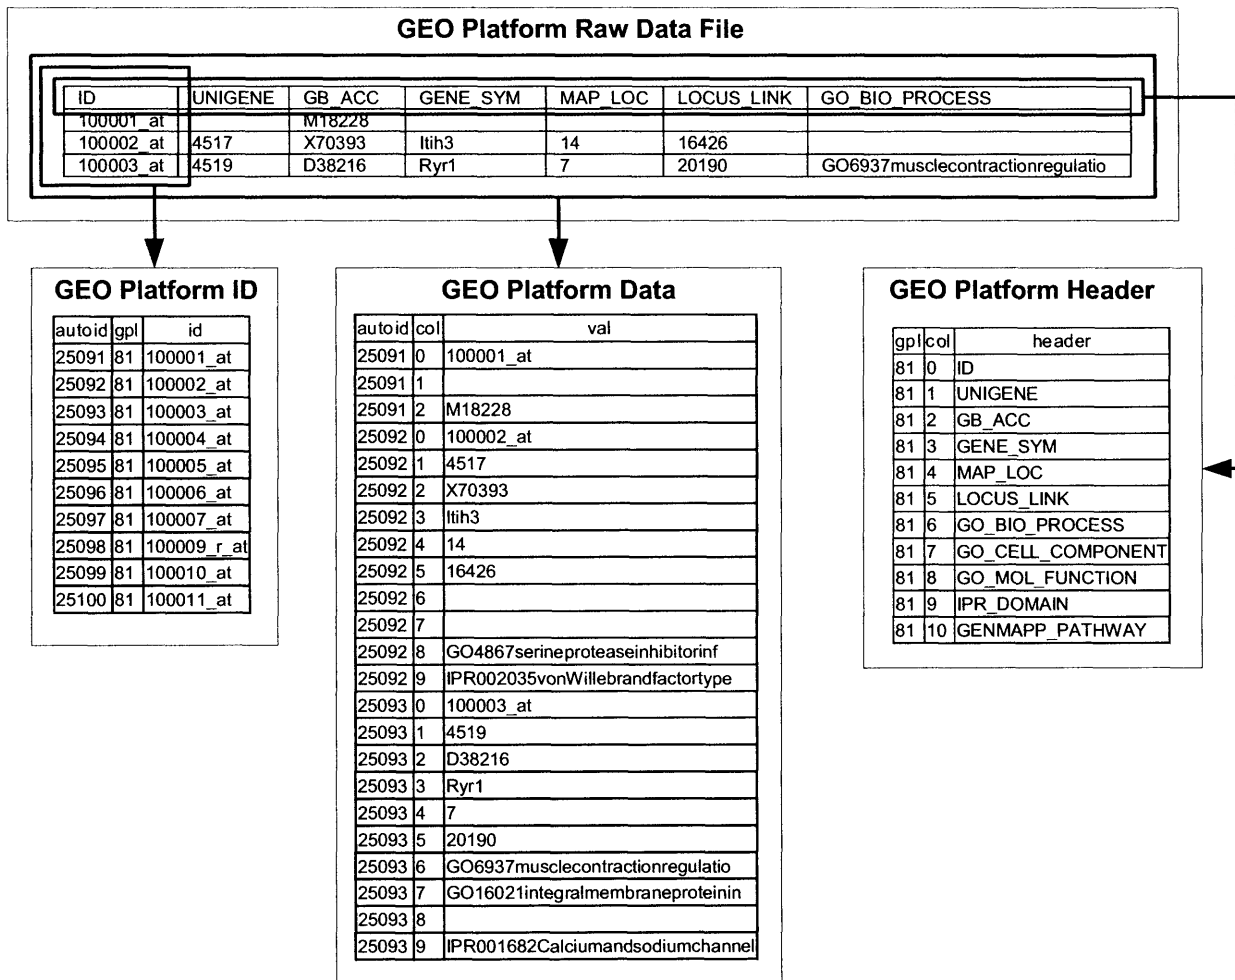 GEO Platform Raw Data File
ID UNIGENE GB_ACC GENE_SYM MAP_LOC LOCUS_LINK GO_BIO_PROCESS
100001_at M18228
100002_at 4517 X70393 Itih3 14 16426
100003_at 4519 D38216 Ryr1 7 20190 GO6937musclecontractionregulatio
GEO Platform ID
autoid gpl id
25091 81 100001_at
25092 81 100002_at
25093 81 100003_at
25094 81 100004_at
25095 81 100005_at
25096 81 100006_at
25097 81 100007_at
25098 81 100009_r_at
25099 81 100010_at
25100 81 100011_at
GEO Platform Data
autoid col val
25091 0 100001_at
25091 1
25091 2 M18228
25092 0 100002_at
25092 1 4517
25092 2 X70393
25092 3 Itih3
25092 4 14
25092 5 16426
25092 6
25092 7
25092 8 GO4867serineproteaseinhibitorinf
25092 9 IPR002035vonWillebrandfactortype
25093 0 100003_at
25093 1 4519
25093 2 D38216
25093 3 Ryr1
25093 4 7
25093 5 20190
25093 6 GO6937musclecontractionregulatio
25093 7 GO16021integralmembraneproteinin
25093 8
25093 9 IPR001682Calciumandsodiumchannel
GEO Platform Header
gpl col header
81 0 ID
81 1 UNIGENE
81 2 GB_ACC
81 3 GENE_SYM
81 4 MAP_LOC
81 5 LOCUS_LINK
81 6 GO_BIO_PROCESS
81 7 GO_CELL_COMPONENT
81 8 GO_MOL_FUNCTION
81 9 IPR_DOMAIN
81 10 GENMAPP_PATHWAY